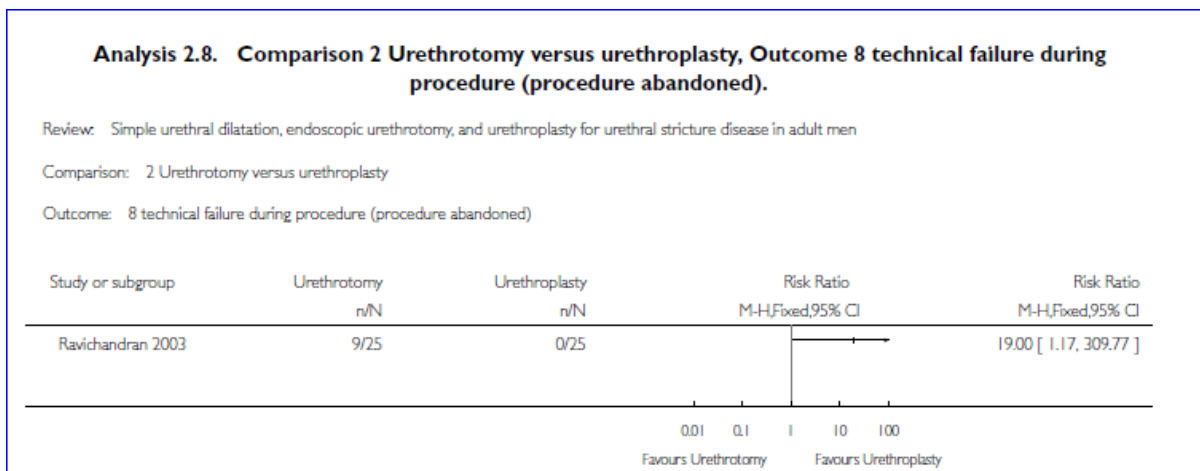 Analysis 2.8. Comparison 2 Urethrotomy versus urethroplasty, Outcome 8 technical failure during
procedure (procedure abandoned).
Review: Simple urethral dilatation, endoscopic urethrotomy, and urethroplasty for urethral stricture disease in adult men
Comparison: 2 Urethrotomy versus urethroplasty
Outcome: 8 technical failure during procedure (procedure abandoned)
Study or subgroup Urethrotomy Urethroplasty Risk Ratio Risk Ratio
n/N n/N M-H,Fixed,95% CI M-H,Fixed,95% CI
Ravichandran 2003 9/25 0/25 19.00 [ 1.17, 309.77 ]
0.01 0.1 1 10 100
Favours Urethrotomy Favours Urethroplasty